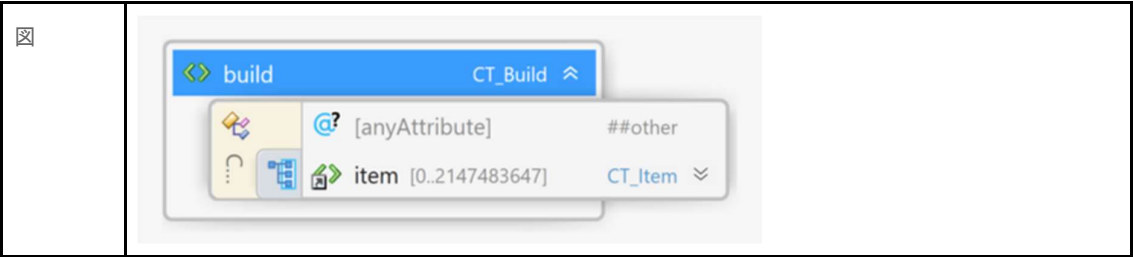 図
build CT_Build
@? [anyAttribute] ##other
item [0..2147483647] CT_Item